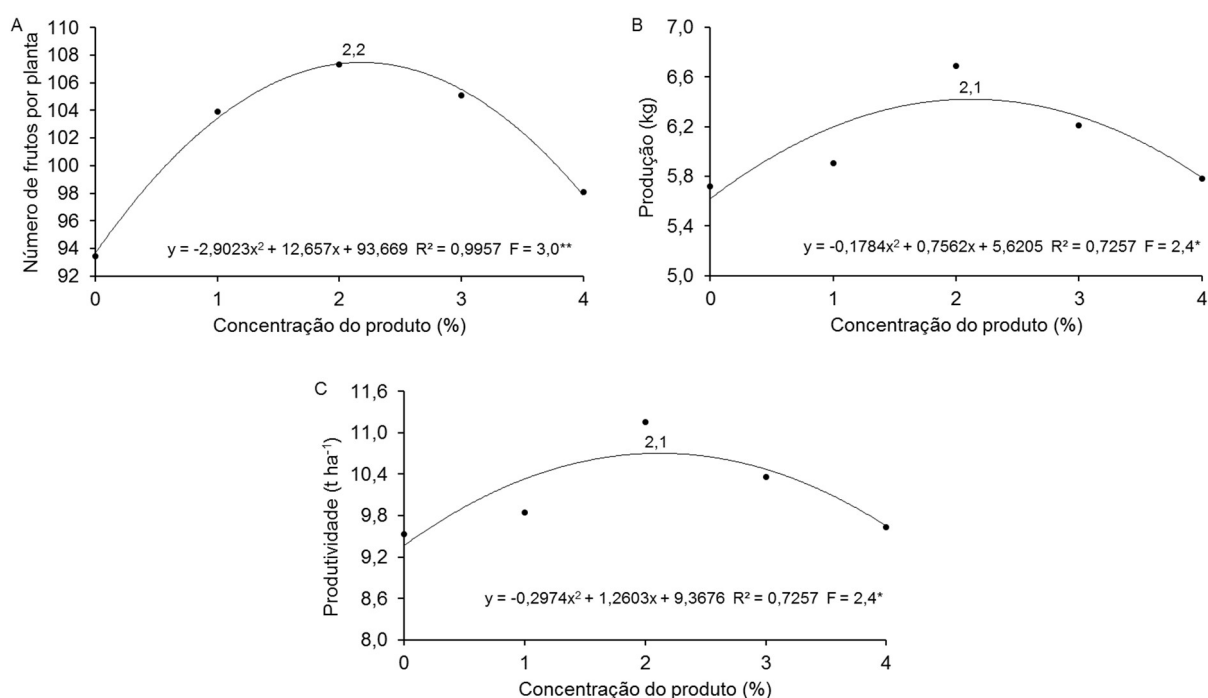 A
Número de frutos por planta
110
108
106
104
102
100
98
96
94
92
2,2
y = -2,9023x² + 12,657x + 93,669 R² = 0,9957 F = 3,0**
0 1 2 3 4
Concentração do produto (%)
B
Produção (kg)
7,0
6,6
6,2
5,8
5,4
5,0
2,1
y = -0,1784x² + 0,7562x + 5,6205 R² = 0,7257 F = 2,4*
0 1 2 3 4
Concentração do produto (%)
C
Produtividade (t ha⁻¹)
11,6
11,0
10,4
9,8
9,2
8,6
8,0
2,1
y = -0,2974x² + 1,2603x + 9,3676 R² = 0,7257 F = 2,4*
0 1 2 3 4
Concentração do produto (%)